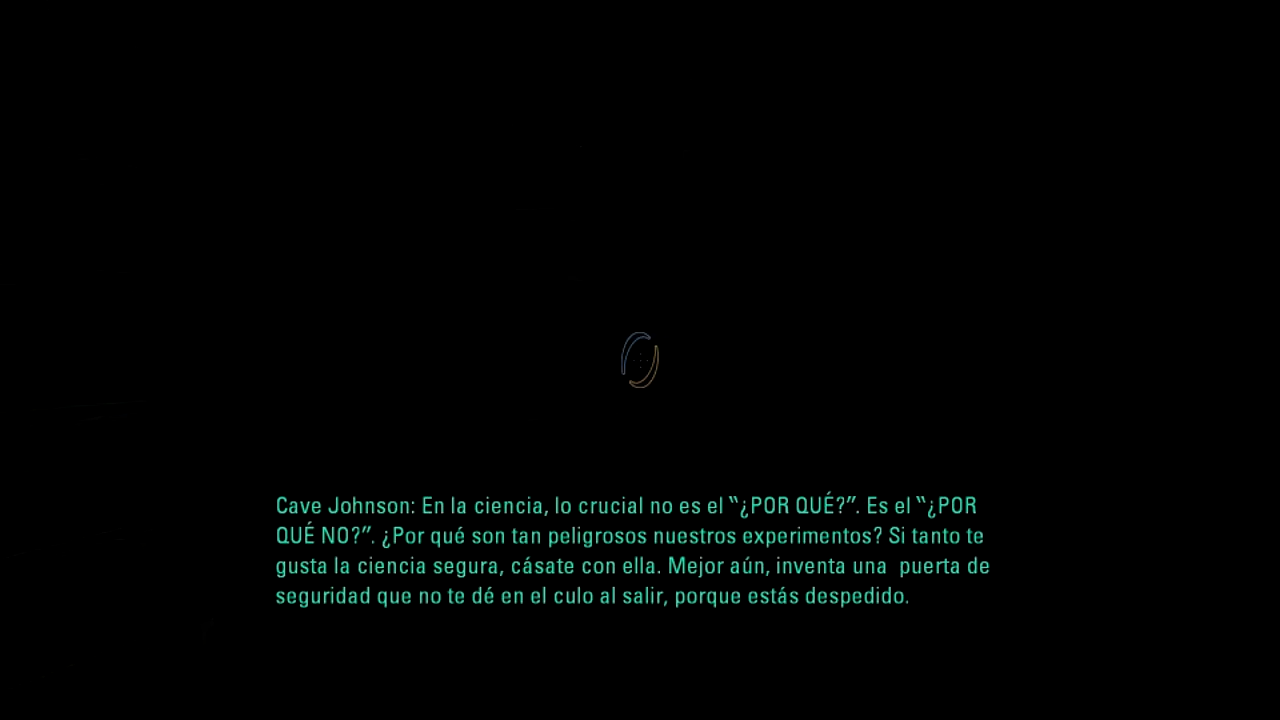 Cave Johnson: En la ciencia, lo crucial no es el “¿POR QUÉ?”. Es el “¿POR
QUÉ NO?”. ¿Por qué son tan peligrosos nuestros experimentos? Si tanto te
gusta la ciencia segura, cásate con ella. Mejor aún, inventa una  puerta de
seguridad que no te dé en el culo al salir, porque estás despedido.